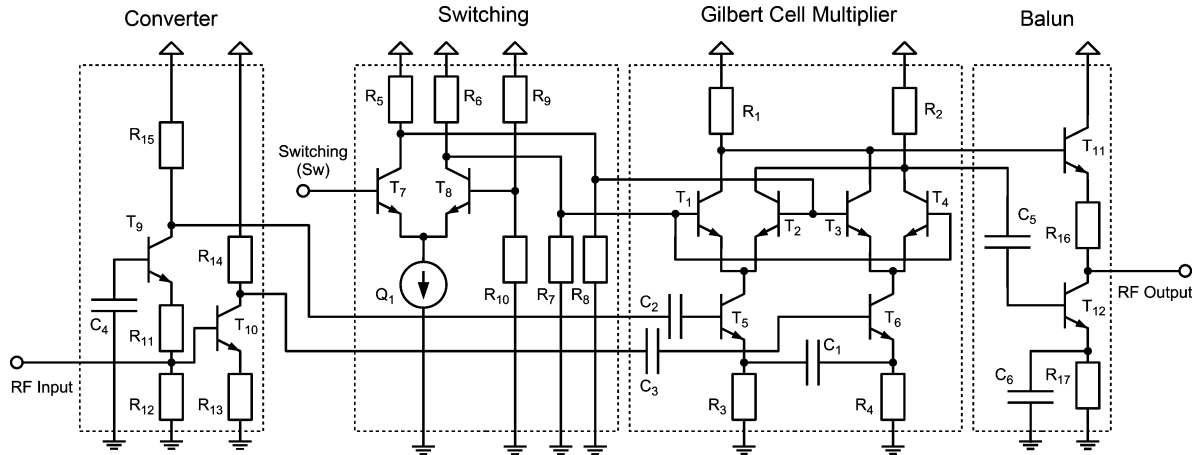 Converter
Switching
Gilbert Cell Multiplier
Balun
R15
T9
R14
C4
R11
T10
RF Input
R12
R13
Switching
(Sw)
R5
R6
R9
T7
T8
Q1
R10
R7
R8
R1
R2
T1
T2
T3
T4
C2
T5
T6
C3
C1
R3
R4
T11
C5
R16
T12
RF Output
C6
R17